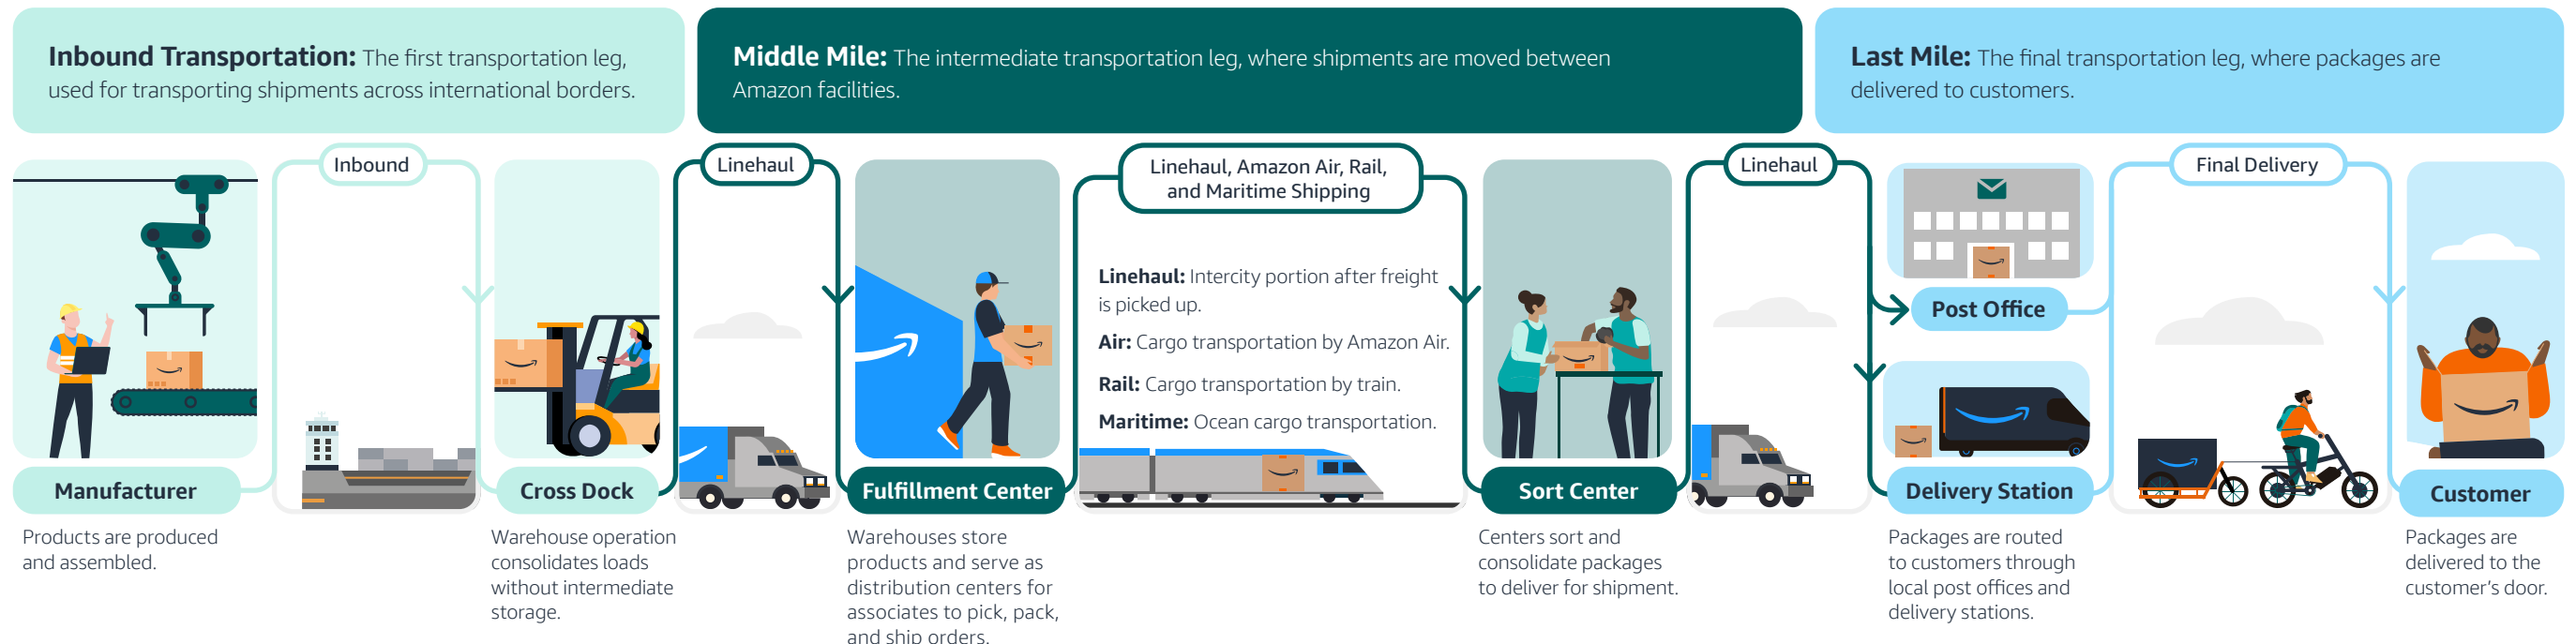 Inbound Transportation: The first transportation leg,
used for transporting shipments across international borders.
Middle Mile: The intermediate transportation leg, where shipments are moved between
Amazon facilities.
Last Mile: The final transportation leg, where packages are
delivered to customers.
Inbound
Linehaul
Linehaul, Amazon Air, Rail,
and Maritime Shipping
Linehaul
Final Delivery
Linehaul: Intercity portion after freight
is picked up.
Air: Cargo transportation by Amazon Air.
Rail: Cargo transportation by train.
Maritime: Ocean cargo transportation.
Post Office
Manufacturer
Cross Dock
Fulfillment Center
Sort Center
Delivery Station
Customer
Products are produced
and assembled.
Warehouse operation
consolidates loads
without intermediate
storage.
Warehouses store
products and serve as
distribution centers for
associates to pick, pack,
and ship orders.
Centers sort and
consolidate packages
to deliver for shipment.
Packages are routed
to customers through
local post offices and
delivery stations.
Packages are
delivered to the
customer's door.